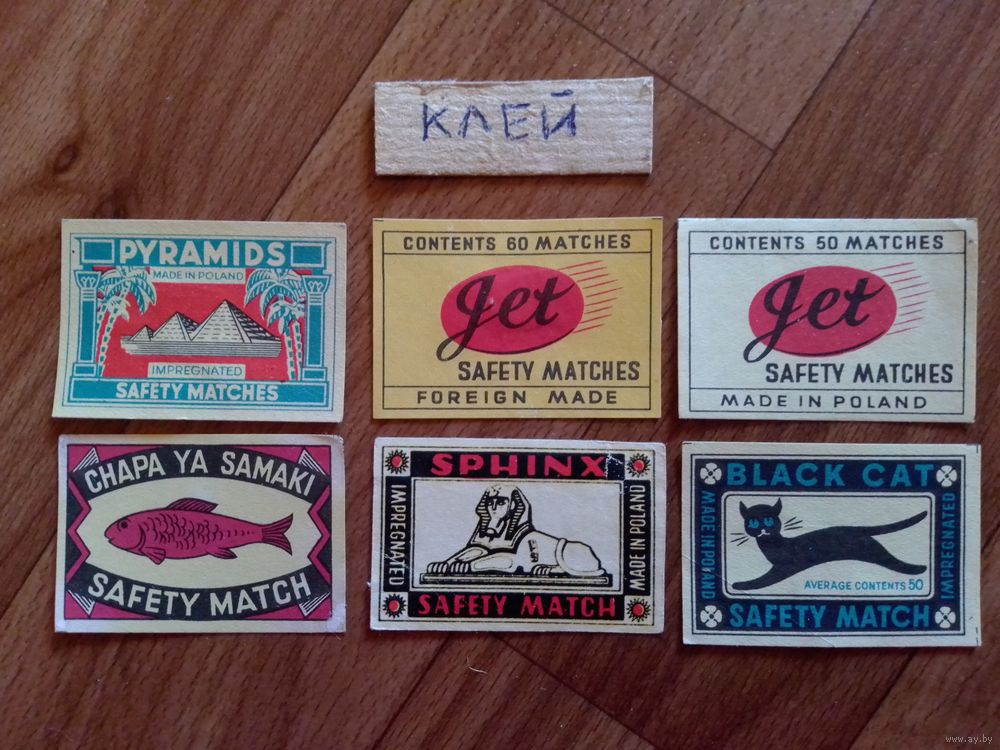 КЛЕЙ
PYRAMIDS
MADE IN POLAND
IMPREGNATED
SAFETY MATCHES
CONTENTS 60 MATCHES
Jet
SAFETY MATCHES
FOREIGN MADE
CONTENTS 50 MATCHES
Jet
SAFETY MATCHES
MADE IN POLAND
CHAPA YA SAMAKI
SAFETY MATCH
SPHINX
IMPREGNATED
MADE IN POLAND
SAFETY MATCH
BLACK CAT
MADE IN POLAND
IMPREGNATED
AVERAGE CONTENTS 50
SAFETY MATCH
www.ay.by